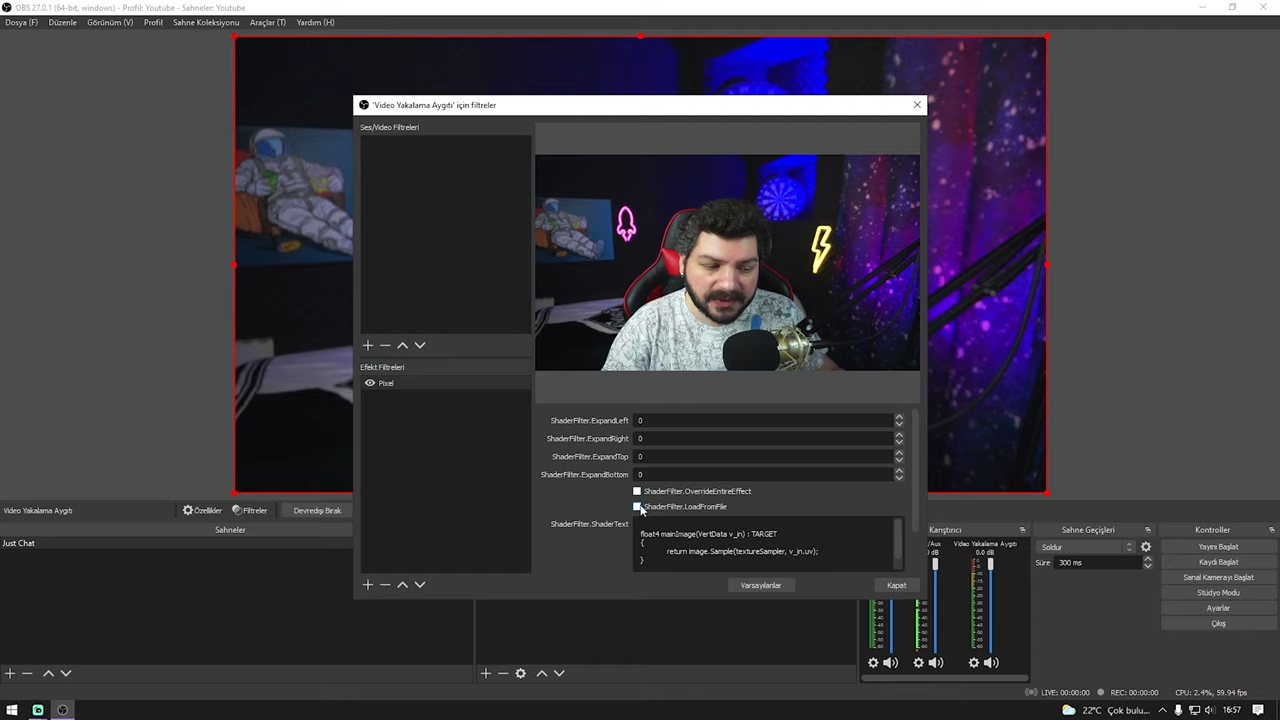 OBS 27.0.1 (64-bit, windows) - Profil: Youtube - Sahneler: Youtube
Dosya (F) Düzenle Görünüm (V) Profil Sahne Koleksiyonu Araçlar (T) Yardım (H)
'Video Yakalama Aygıtı' için filtreler
Ses/Video Filtreleri
Efekt Filtreleri
Pixel
ShaderFilter.ExpandLeft 0
ShaderFilter.ExpandRight 0
ShaderFilter.ExpandTop 0
ShaderFilter.ExpandBottom 0
ShaderFilter.OverrideEntireEffect
ShaderFilter.LoadFromFile
ShaderFilter.ShaderText
float4 mainImage(VertData v_in) : TARGET
{
return image.Sample(textureSampler, v_in.uv);
}
Varsayılanlar Kapat
Video Yakalama Aygıtı Özellikler Filtreler Devredışı Bırak
Sahneler
Just Chat
Karıştırıcı
/Aux Video Yakalama Aygıtı
0 dB 0.0 dB
Sahne Geçişleri
Soldur
Süre 300 ms
Kontroller
Yayını Başlat
Kaydı Başlat
Sanal Kamerayı Başlat
Stüdyo Modu
Ayarlar
Çıkış
LIVE: 00:00:00 REC: 00:00:00 CPU: 2.4%, 59.94 fps
22°C Çok bulu... 16:57